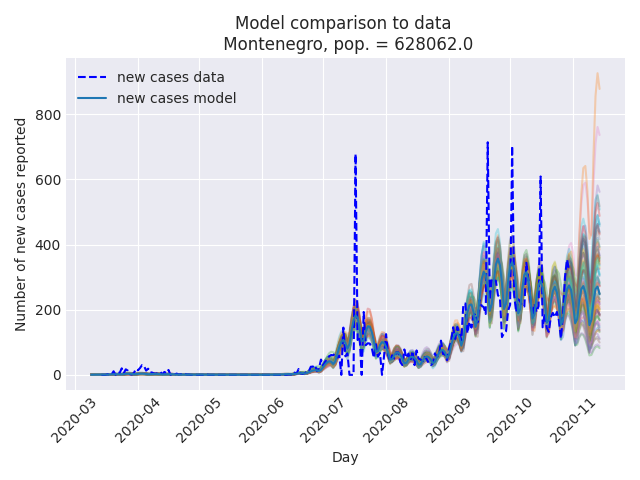 Model comparison to data
Montenegro, pop. = 628062.0
new cases data
new cases model
Number of new cases reported
800
600
400
200
0
2020-03
2020-04
2020-05
2020-06
2020-07
2020-08
2020-09
2020-10
2020-11
Day